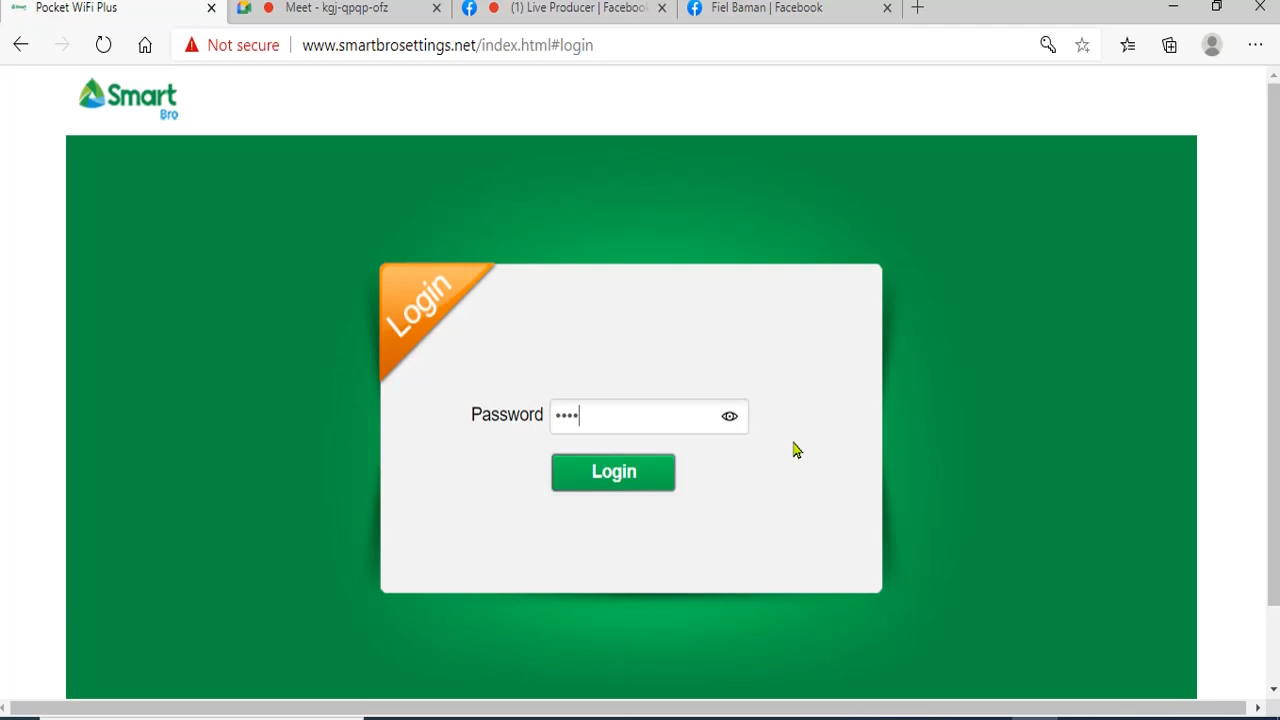 Pocket WiFi Plus
Meet - kgj-qpqp-ofz
(1) Live Producer | Facebook
Fiel Baman | Facebook
Not secure
www.smartbrosettings.net/index.html#login
Smart
Bro
Login
Password ••••
Login